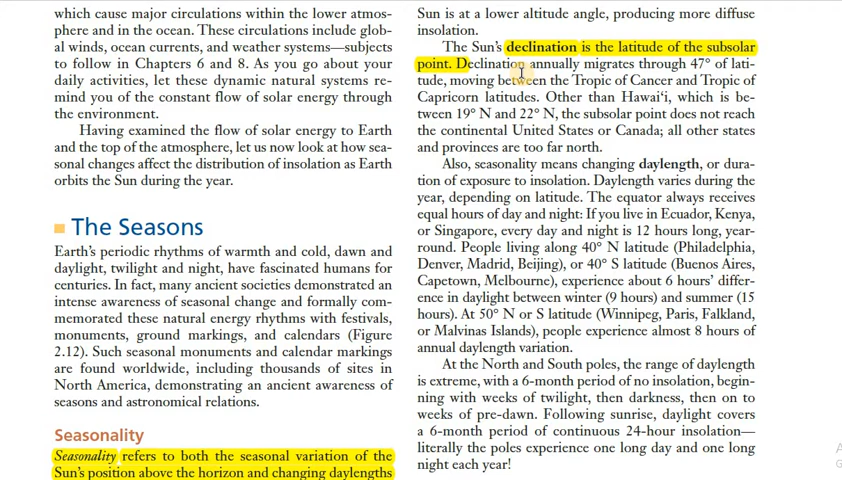 which cause major circulations within the lower atmos-
phere and in the ocean. These circulations include glob-
al winds, ocean currents, and weather systems—subjects
to follow in Chapters 6 and 8. As you go about your
daily activities, let these dynamic natural systems re-
mind you of the constant flow of solar energy through
the environment.
Having examined the flow of solar energy to Earth
and the top of the atmosphere, let us now look at how sea-
sonal changes affect the distribution of insolation as Earth
orbits the Sun during the year.
The Seasons
Earth's periodic rhythms of warmth and cold, dawn and
daylight, twilight and night, have fascinated humans for
centuries. In fact, many ancient societies demonstrated an
intense awareness of seasonal change and formally com-
memorated these natural energy rhythms with festivals,
monuments, ground markings, and calendars (Figure
2.12). Such seasonal monuments and calendar markings
are found worldwide, including thousands of sites in
North America, demonstrating an ancient awareness of
seasons and astronomical relations.
Seasonality
Seasonality refers to both the seasonal variation of the
Sun's position above the horizon and changing daylengths
Sun is at a lower altitude angle, producing more diffuse
insolation.
The Sun's declination is the latitude of the subsolar
point. Declination annually migrates through 47° of lati-
tude, moving between the Tropic of Cancer and Tropic of
Capricorn latitudes. Other than Hawai'i, which is be-
tween 19° N and 22° N, the subsolar point does not reach
the continental United States or Canada; all other states
and provinces are too far north.
Also, seasonality means changing daylength, or dura-
tion of exposure to insolation. Daylength varies during the
year, depending on latitude. The equator always receives
equal hours of day and night: If you live in Ecuador, Kenya,
or Singapore, every day and night is 12 hours long, year-
round. People living along 40° N latitude (Philadelphia,
Denver, Madrid, Beijing), or 40° S latitude (Buenos Aires,
Capetown, Melbourne), experience about 6 hours' differ-
ence in daylight between winter (9 hours) and summer (15
hours). At 50° N or S latitude (Winnipeg, Paris, Falkland,
or Malvinas Islands), people experience almost 8 hours of
annual daylength variation.
At the North and South poles, the range of daylength
is extreme, with a 6-month period of no insolation, begin-
ning with weeks of twilight, then darkness, then on to
weeks of pre-dawn. Following sunrise, daylight covers
a 6-month period of continuous 24-hour insolation—
literally the poles experience one long day and one long
night each year!